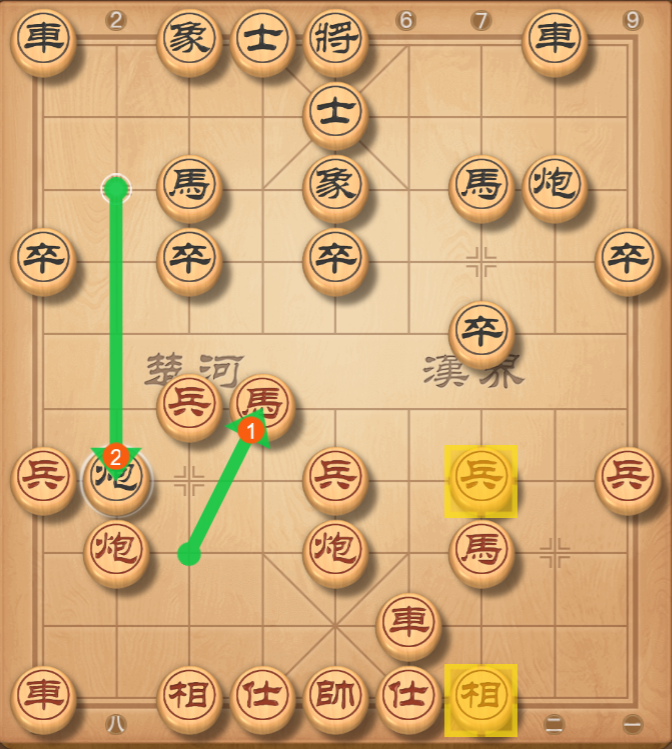 2 6 7 9
車 象 士 將 車
士
馬 象 馬 炮
卒 卒 卒 卒
卒
楚河 漢界
兵 馬
1
2
兵 炮 兵 兵 兵
炮 炮 馬
車
車 相 仕 帥 仕 相
八 二 一